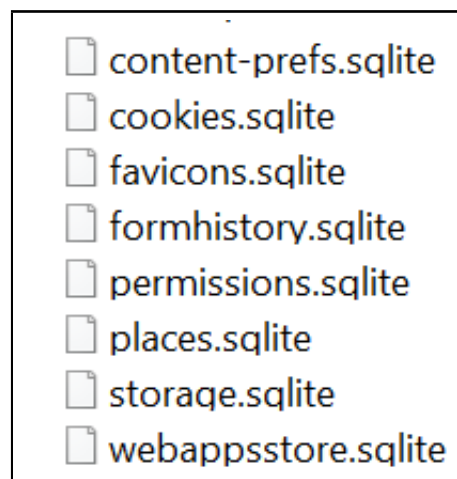 content-prefs.sqlite
cookies.sqlite
favicons.sqlite
formhistory.sqlite
permissions.sqlite
places.sqlite
storage.sqlite
webappsstore.sqlite